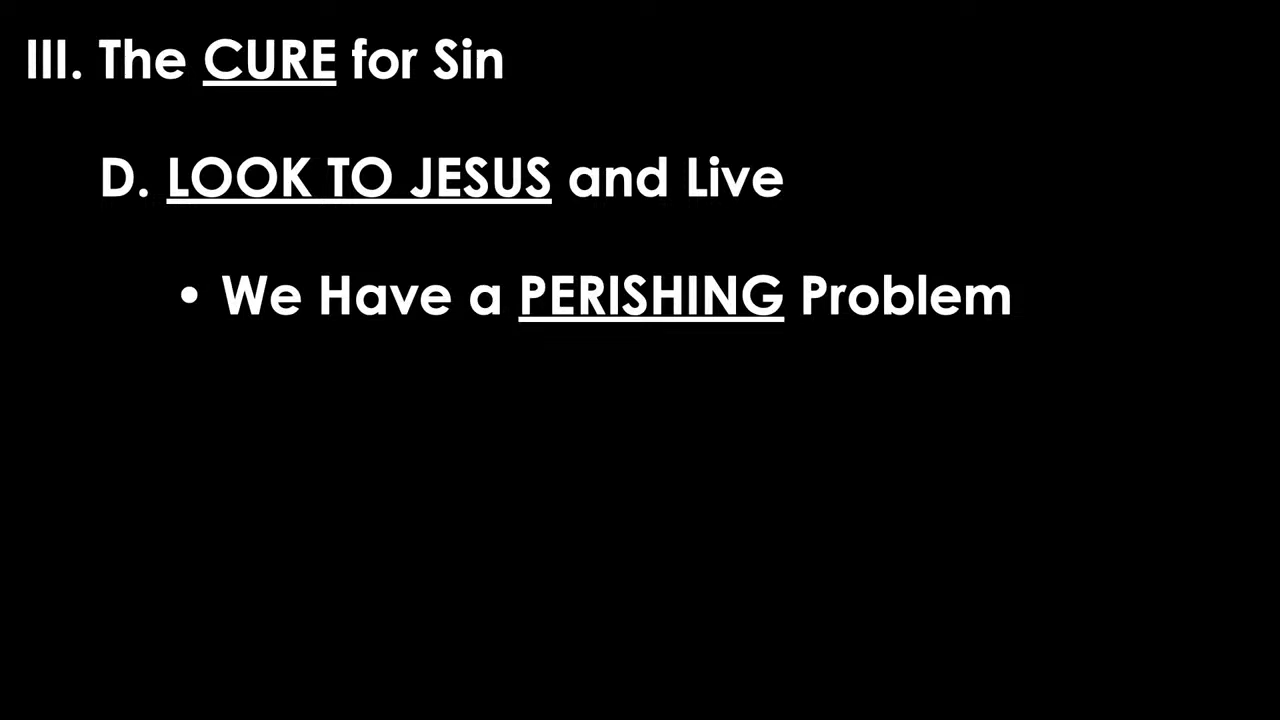 III. The CURE for Sin
D. LOOK TO JESUS and Live
• We Have a PERISHING Problem